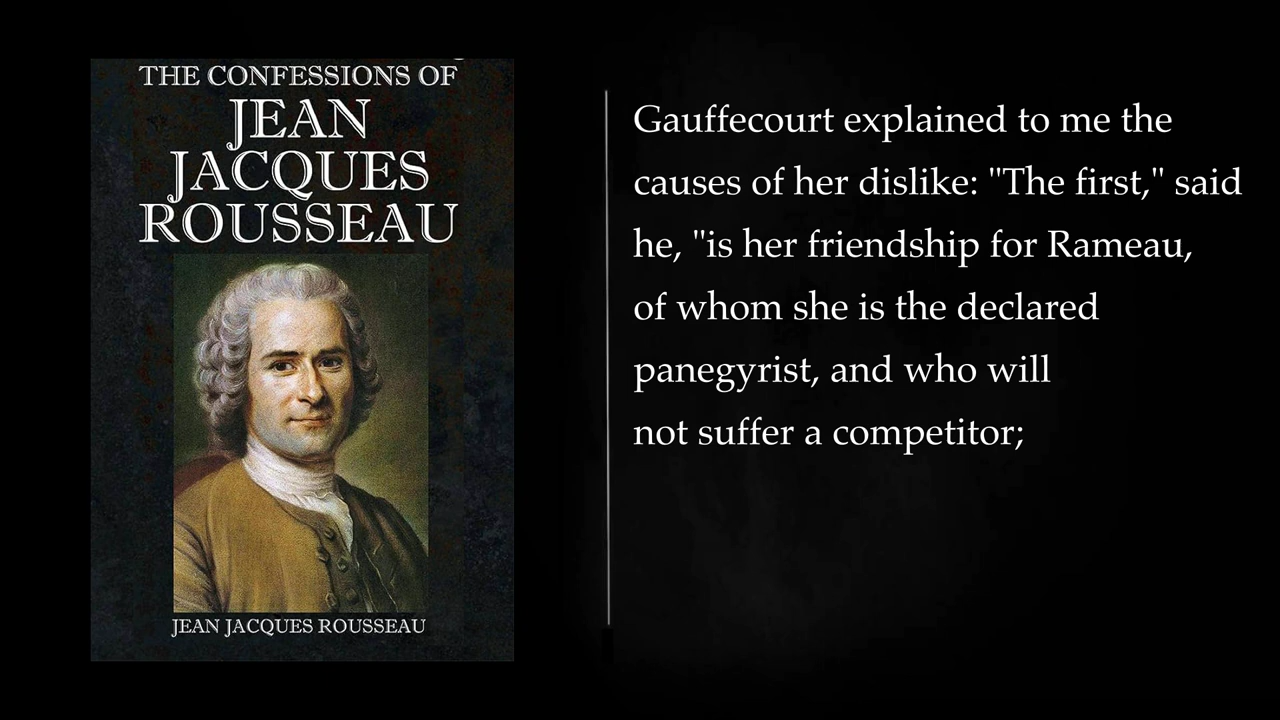 THE CONFESSIONS OF
JEAN
JACQUES
ROUSSEAU
JEAN JACQUES ROUSSEAU
Gauffecourt explained to me the
causes of her dislike: "The first," said
he, "is her friendship for Rameau,
of whom she is the declared
panegyrist, and who will
not suffer a competitor;